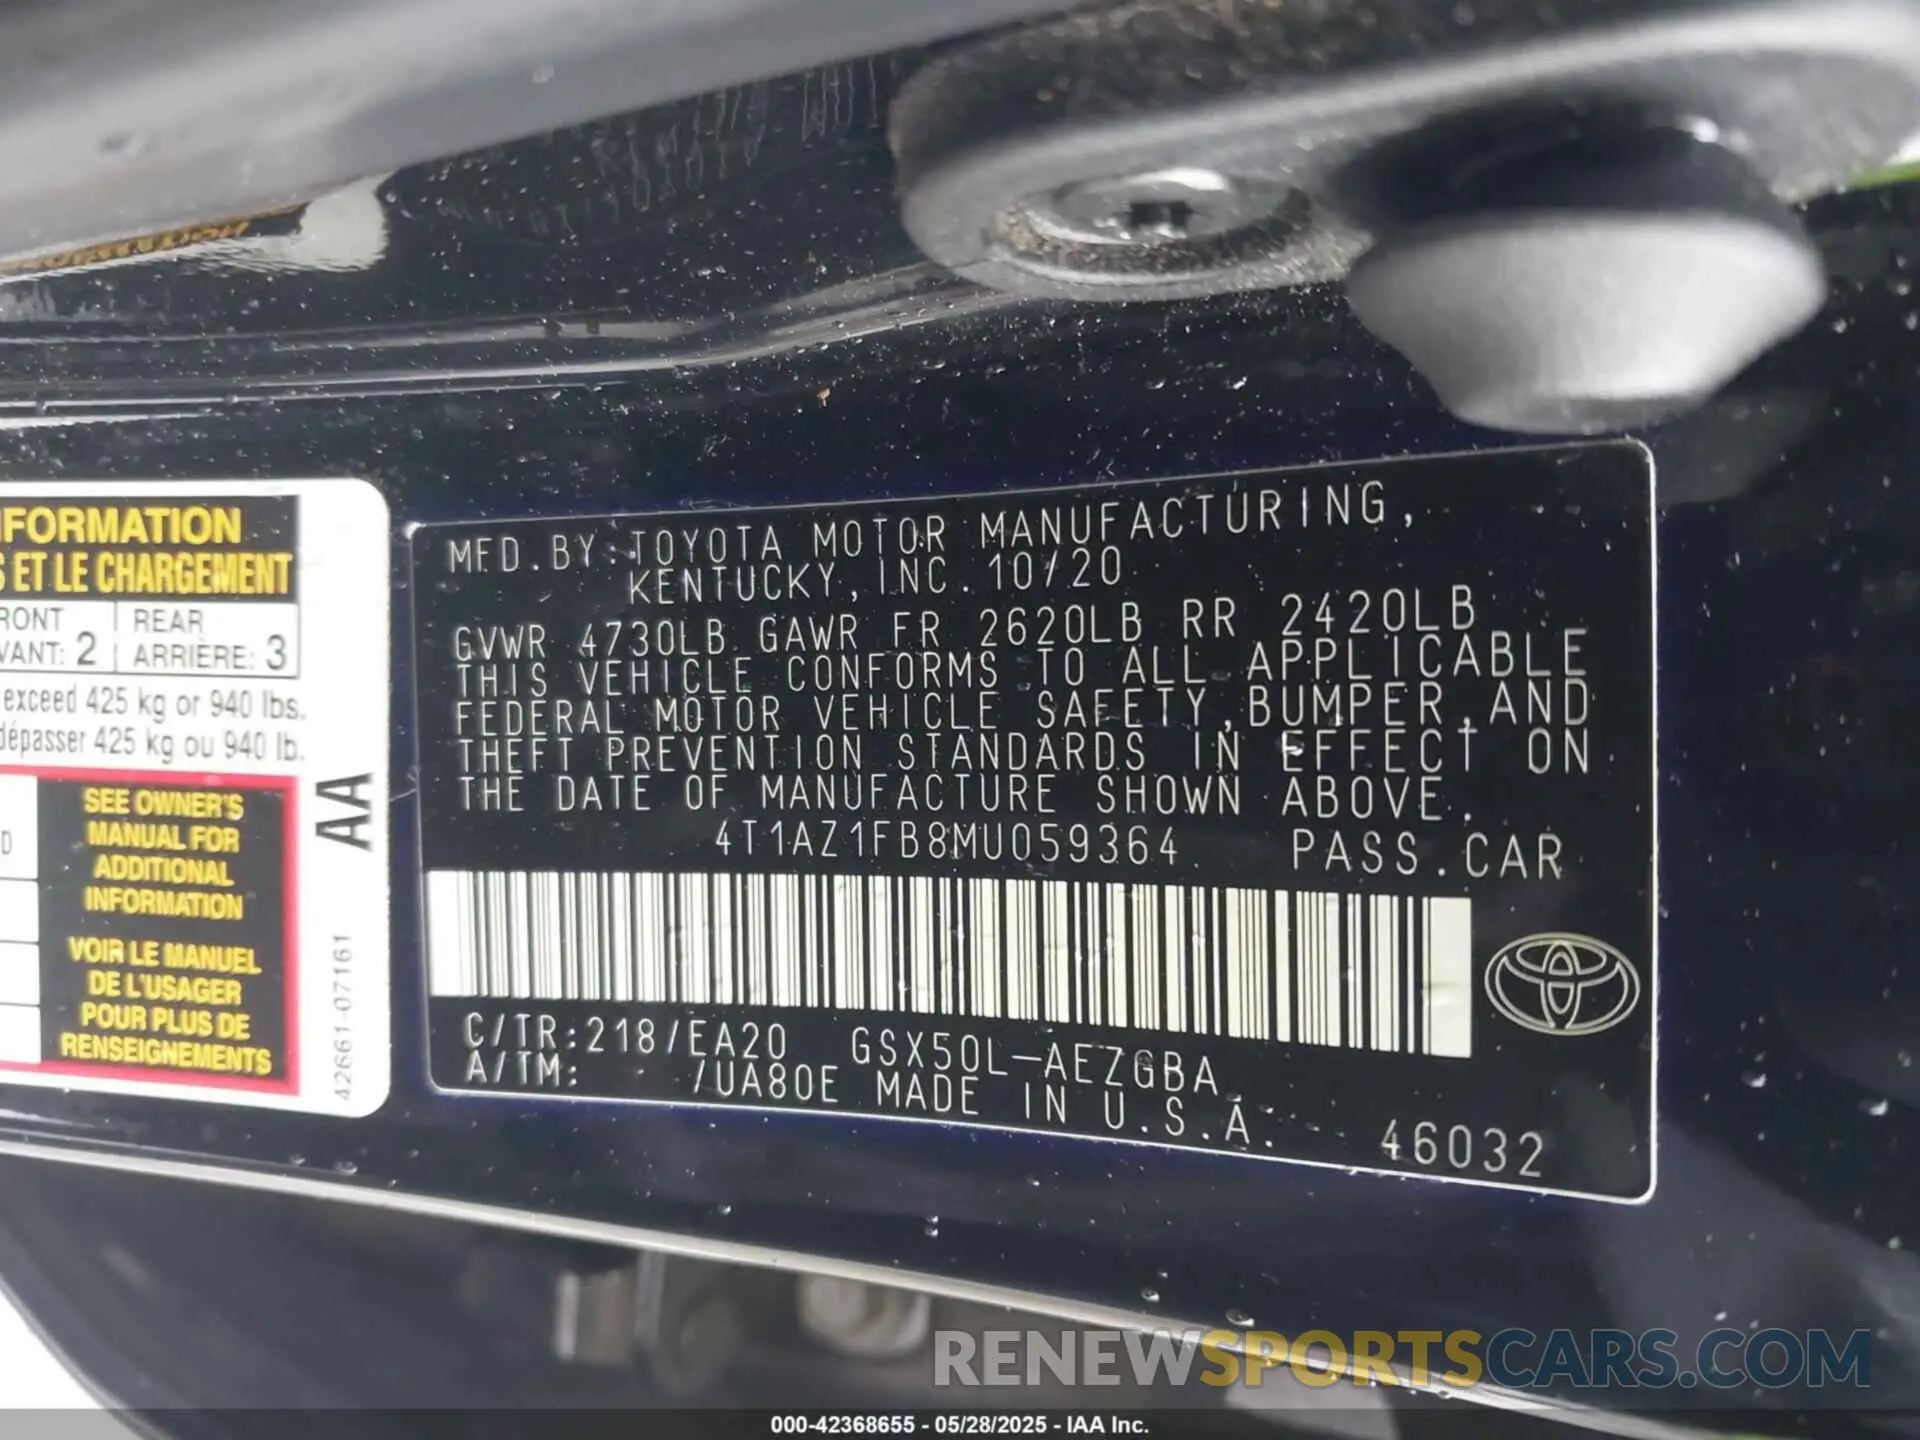 FORMATION
S ET LE CHARGEMENT
RONT
VANT: 2
REAR
ARRIÈRE: 3
exceed 425 kg or 940 lbs.
dépasser 425 kg ou 940 lb.
SEE OWNER'S
MANUAL FOR
ADDITIONAL
INFORMATION
VOIR LE MANUEL
DE L'USAGER
POUR PLUS DE
RENSEIGNEMENTS
AA
42661-07161
MFD.BY:TOYOTA MOTOR MANUFACTURING,
KENTUCKY, INC. 10/20
GVWR 4730LB GAWR FR 2620LB RR 2420LB
THIS VEHICLE CONFORMS TO ALL APPLICABLE
FEDERAL MOTOR VEHICLE SAFETY,BUMPER,AND
THEFT PREVENTION STANDARDS IN EFFECT ON
THE DATE OF MANUFACTURE SHOWN ABOVE.
4T1AZ1FB8MU059364 PASS.CAR
C/TR:218/EA20 GSX50L-AEZGBA
A/TM: /UA80E MADE IN U.S.A.
46032
RENEWSPORTSCARS.COM
000-42368655 - 05/28/2025 - IAA Inc.